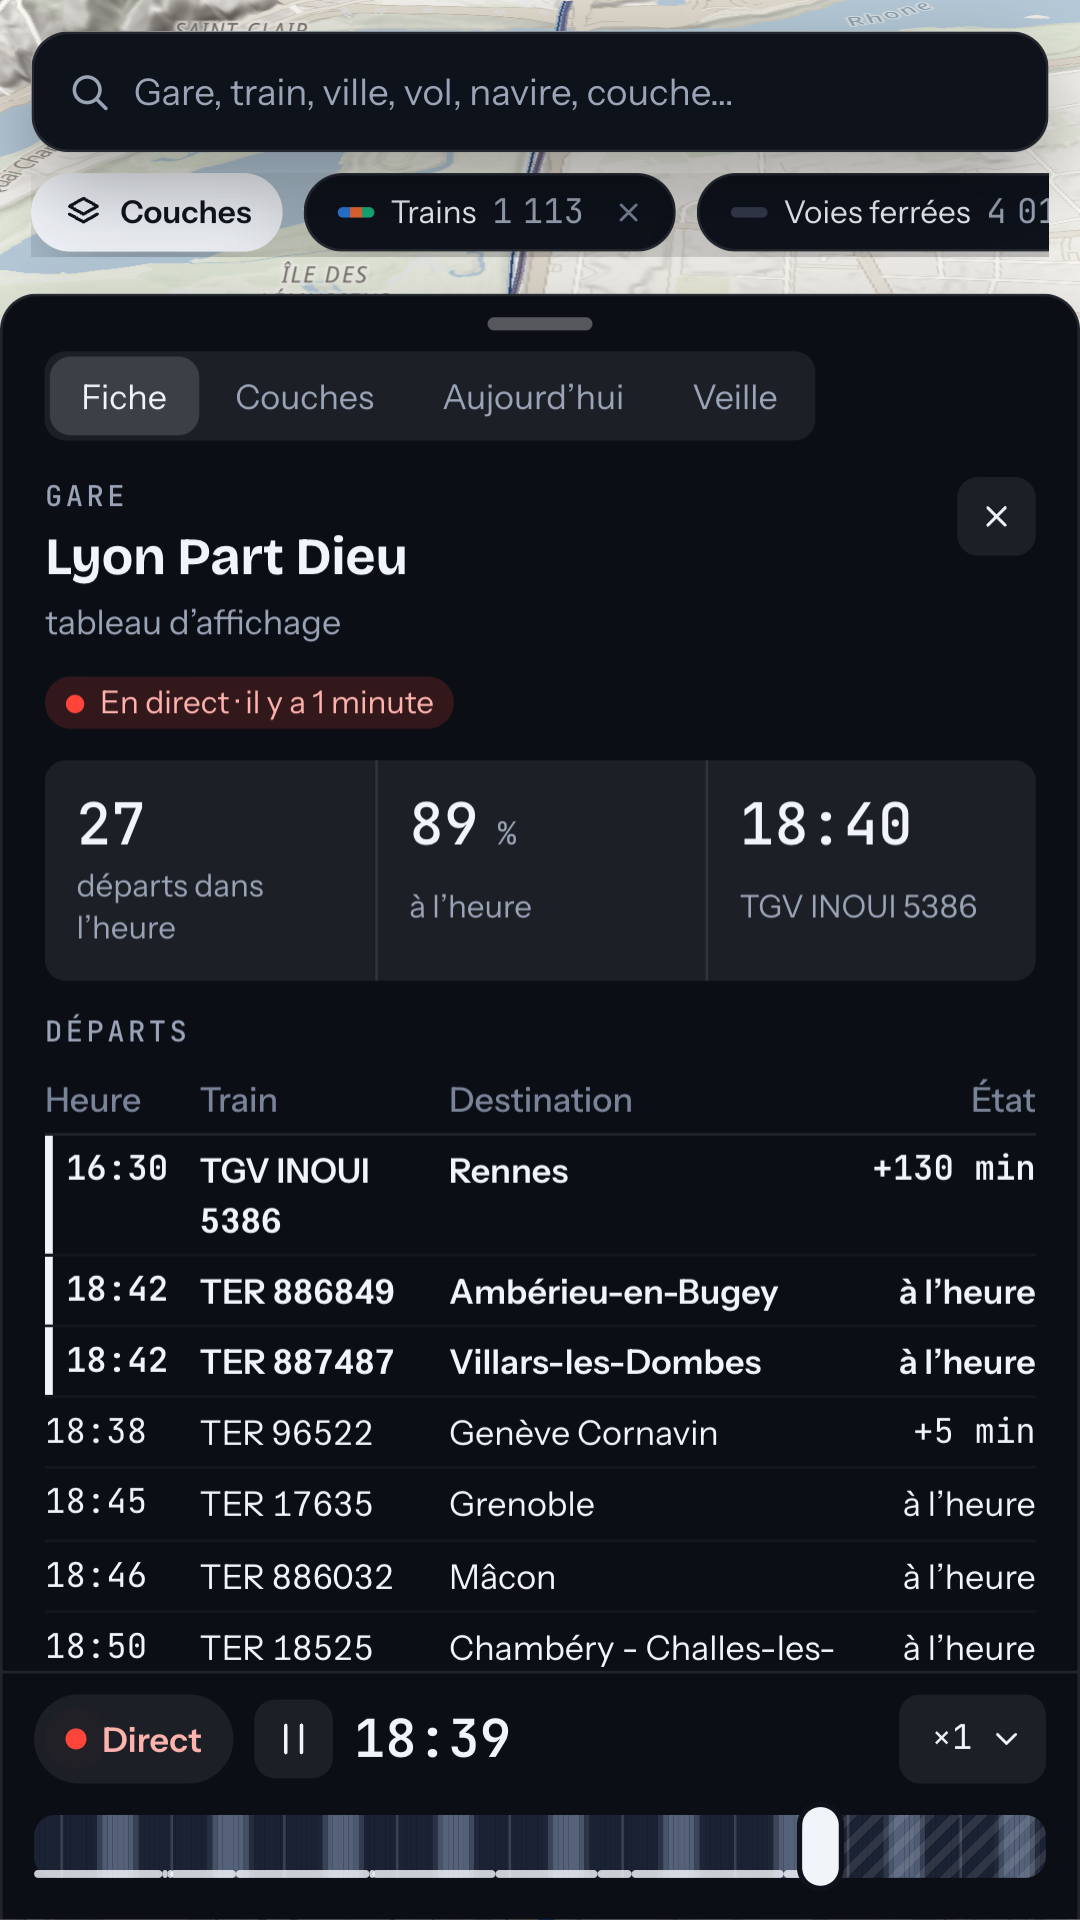 SAINT-CLAIR
Rhone
Gare, train, ville, vol, navire, couche...
Couches
Trains 1 113
Voies ferrées 4 01
ÎLE DES
Fiche
Couches
Aujourd’hui
Veille
GARE
Lyon Part Dieu
tableau d’affichage
En direct · il y a 1 minute
27
départs dans
l’heure
89 %
à l’heure
18:40
TGV INOUI 5386
DÉPARTS
Heure Train Destination État
16:30 TGV INOUI Rennes +130 min
5386
18:42 TER 886849 Ambérieu-en-Bugey à l’heure
18:42 TER 887487 Villars-les-Dombes à l’heure
18:38 TER 96522 Genève Cornavin +5 min
18:45 TER 17635 Grenoble à l’heure
18:46 TER 886032 Mâcon à l’heure
18:50 TER 18525 Chambéry - Challes-les- à l’heure
Direct
18:39
×1